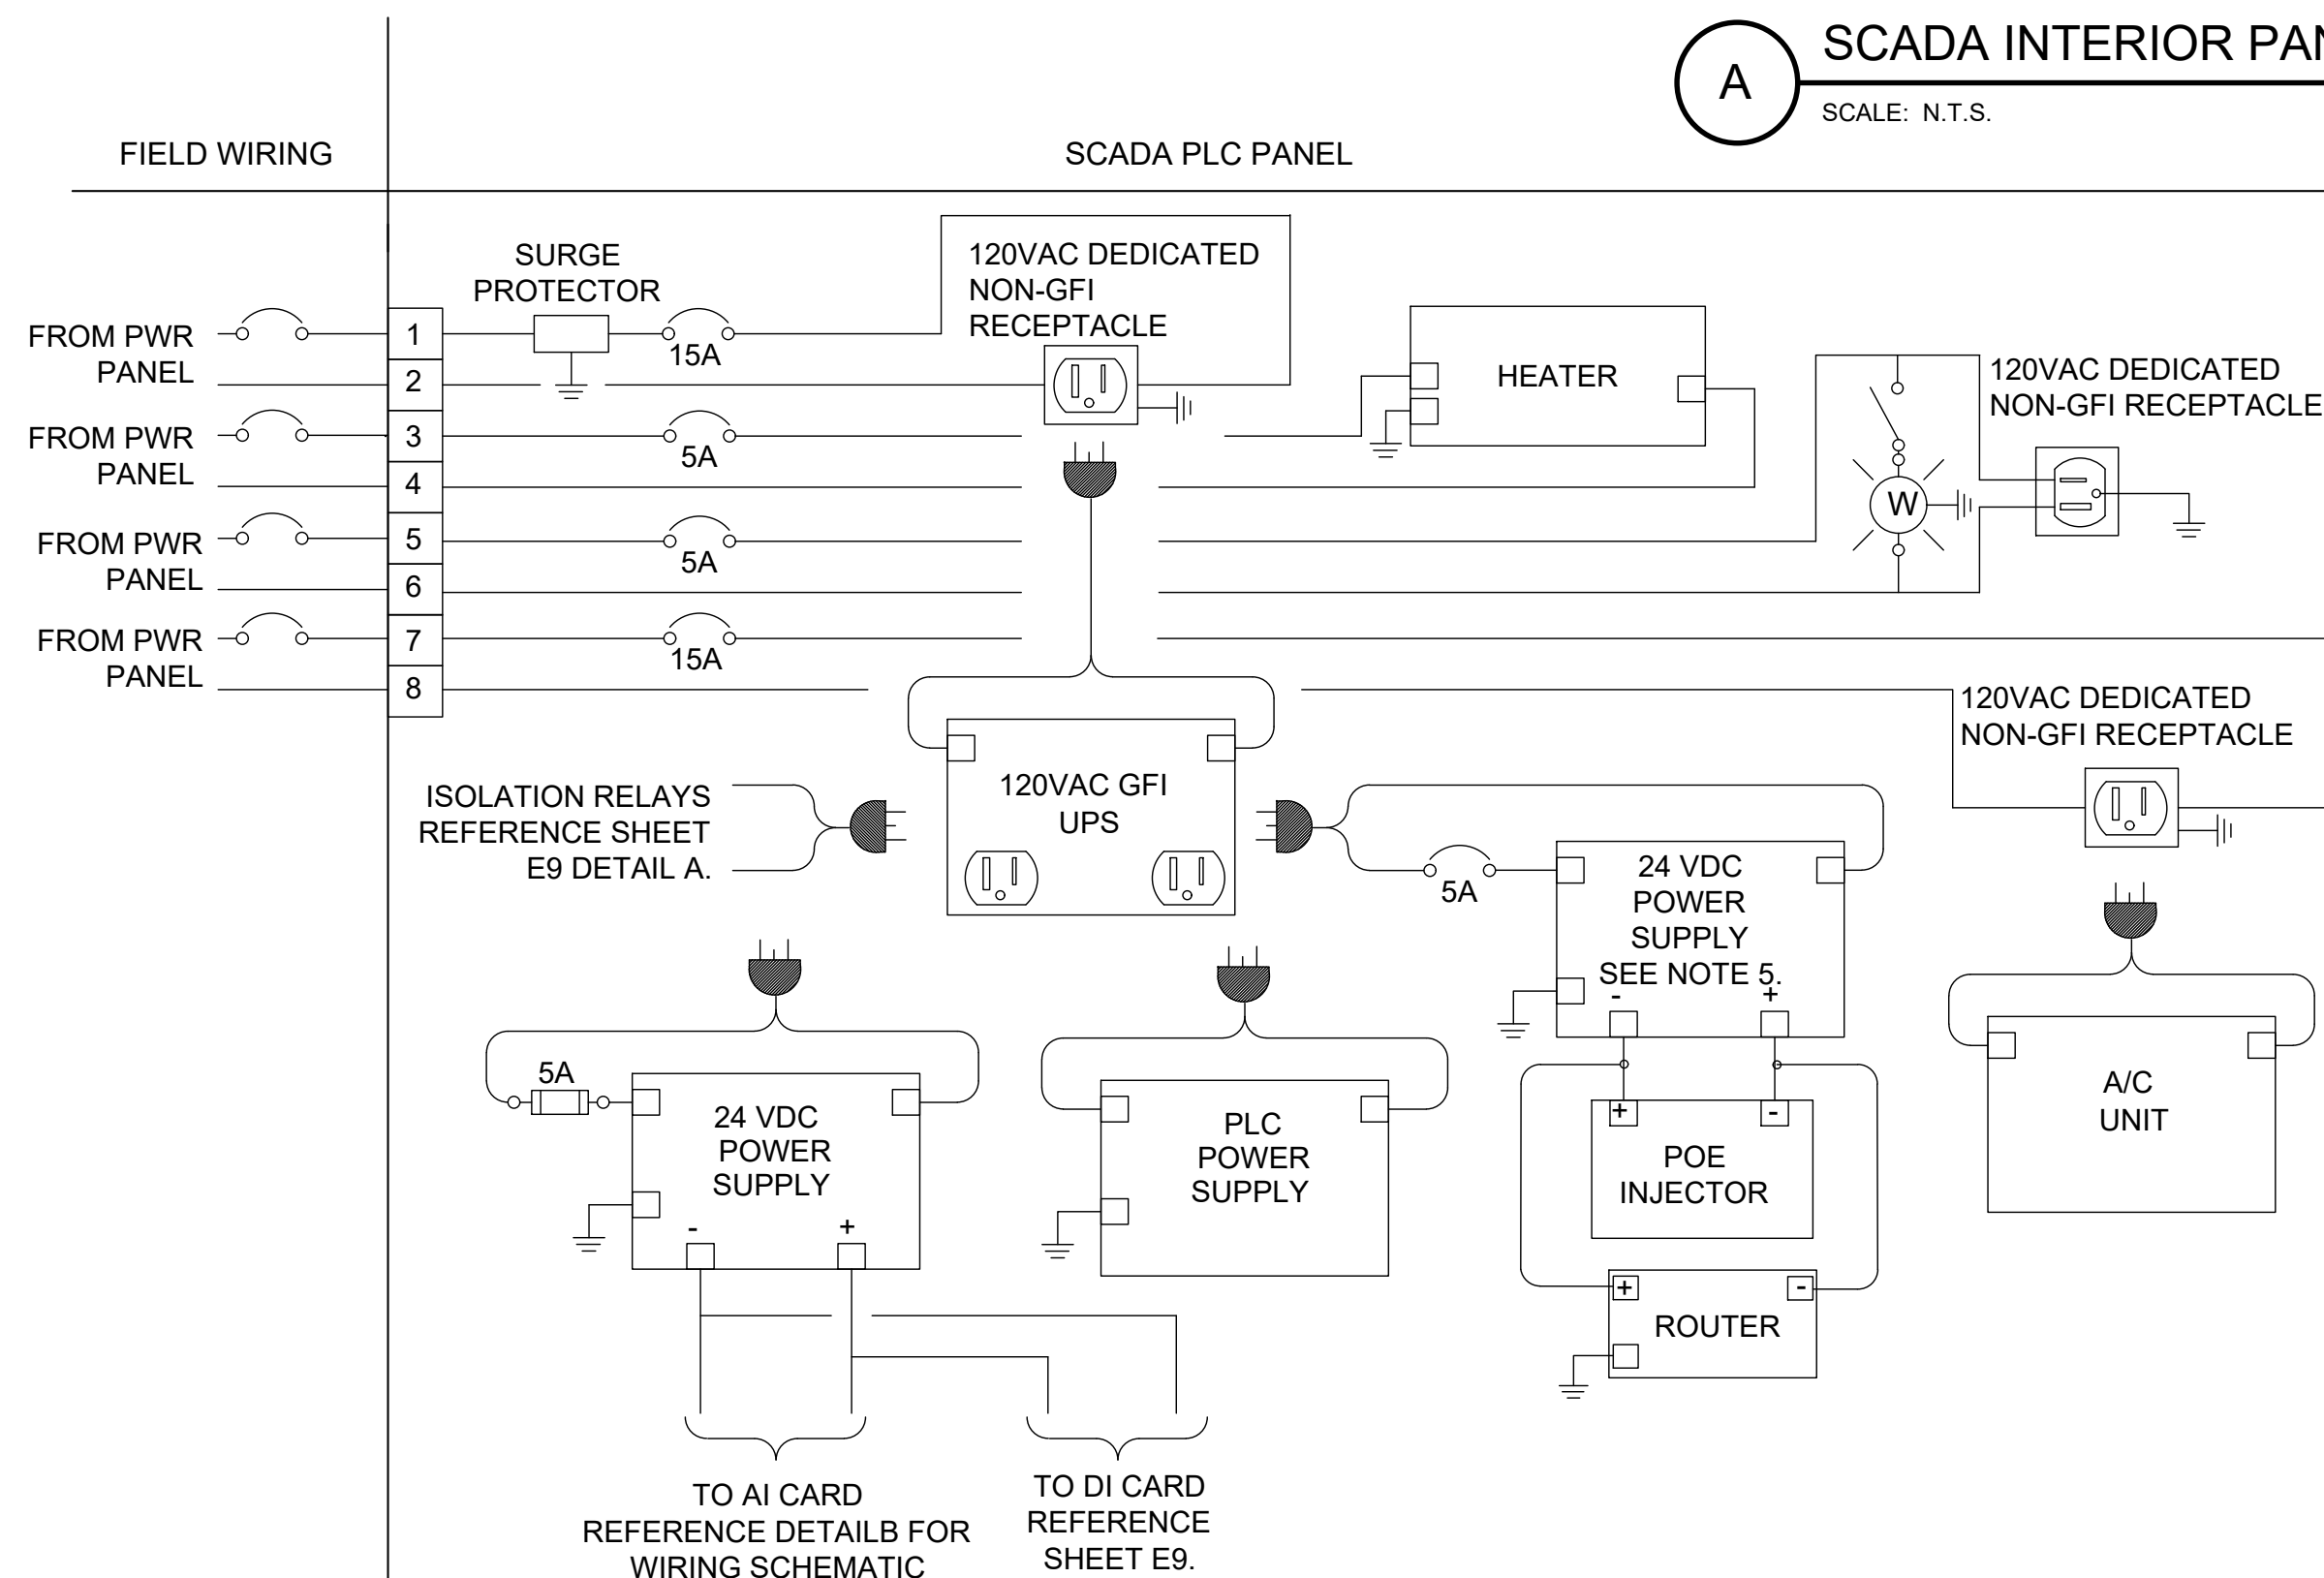 A
SCADA INTERIOR PAN
SCALE: N.T.S.
FIELD WIRING
SCADA PLC PANEL
SURGE
PROTECTOR
120VAC DEDICATED
NON-GFI
RECEPTACLE
FROM PWR
PANEL
1
15A
2
HEATER
120VAC DEDICATED
NON-GFI RECEPTACLE
FROM PWR
PANEL
3
5A
4
W
FROM PWR
PANEL
5
5A
6
FROM PWR
PANEL
7
15A
8
120VAC DEDICATED
NON-GFI RECEPTACLE
ISOLATION RELAYS
REFERENCE SHEET
E9 DETAIL A.
120VAC GFI
UPS
5A
24 VDC
POWER
SUPPLY
SEE NOTE 5.
- +
5A
24 VDC
POWER
SUPPLY
- +
PLC
POWER
SUPPLY
+ -
POE
INJECTOR
A/C
UNIT
+ -
ROUTER
TO AI CARD
REFERENCE DETAILB FOR
WIRING SCHEMATIC
TO DI CARD
REFERENCE
SHEET E9.